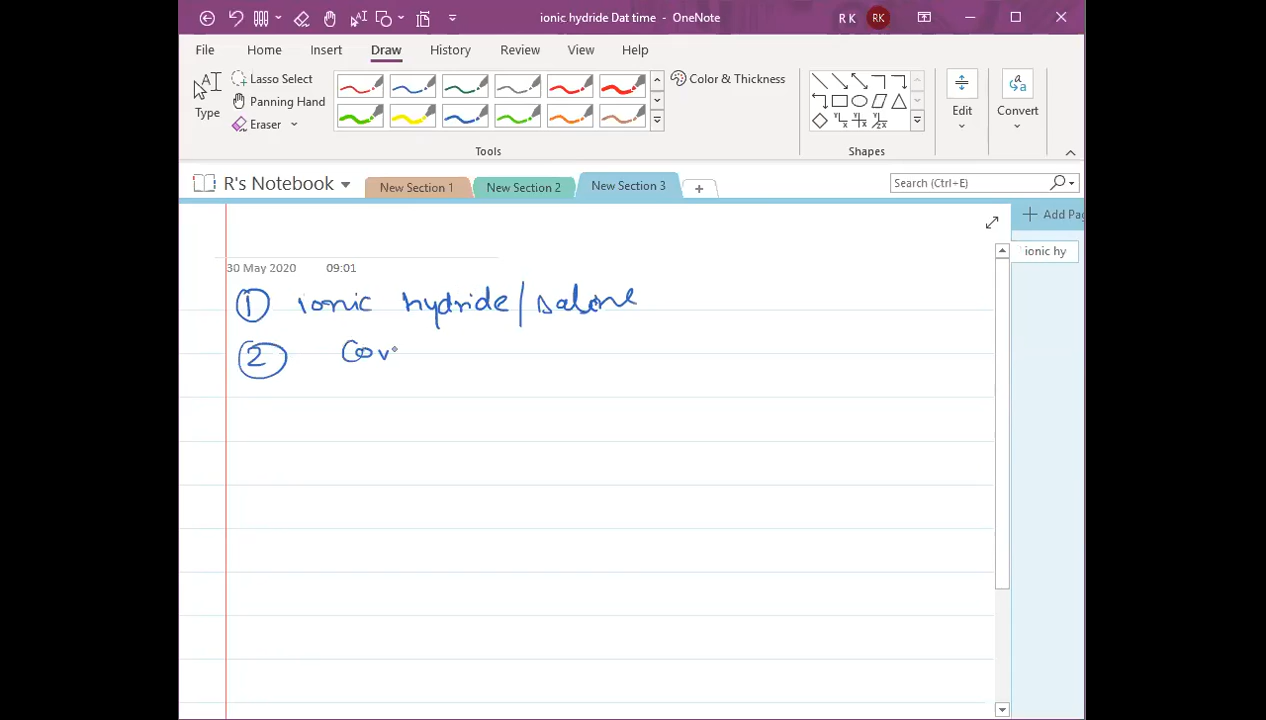 ionic hydride Dat time - OneNote
R K
RK
File
Home
Insert
Draw
History
Review
View
Help
Type
Lasso Select
Panning Hand
Eraser
Color & Thickness
Edit
Convert
Tools
Shapes
R's Notebook
New Section 1
New Section 2
New Section 3
Search (Ctrl+E)
Add Pag
ionic hy
30 May 2020 09:01
① ionic hydride/saline
② Cov